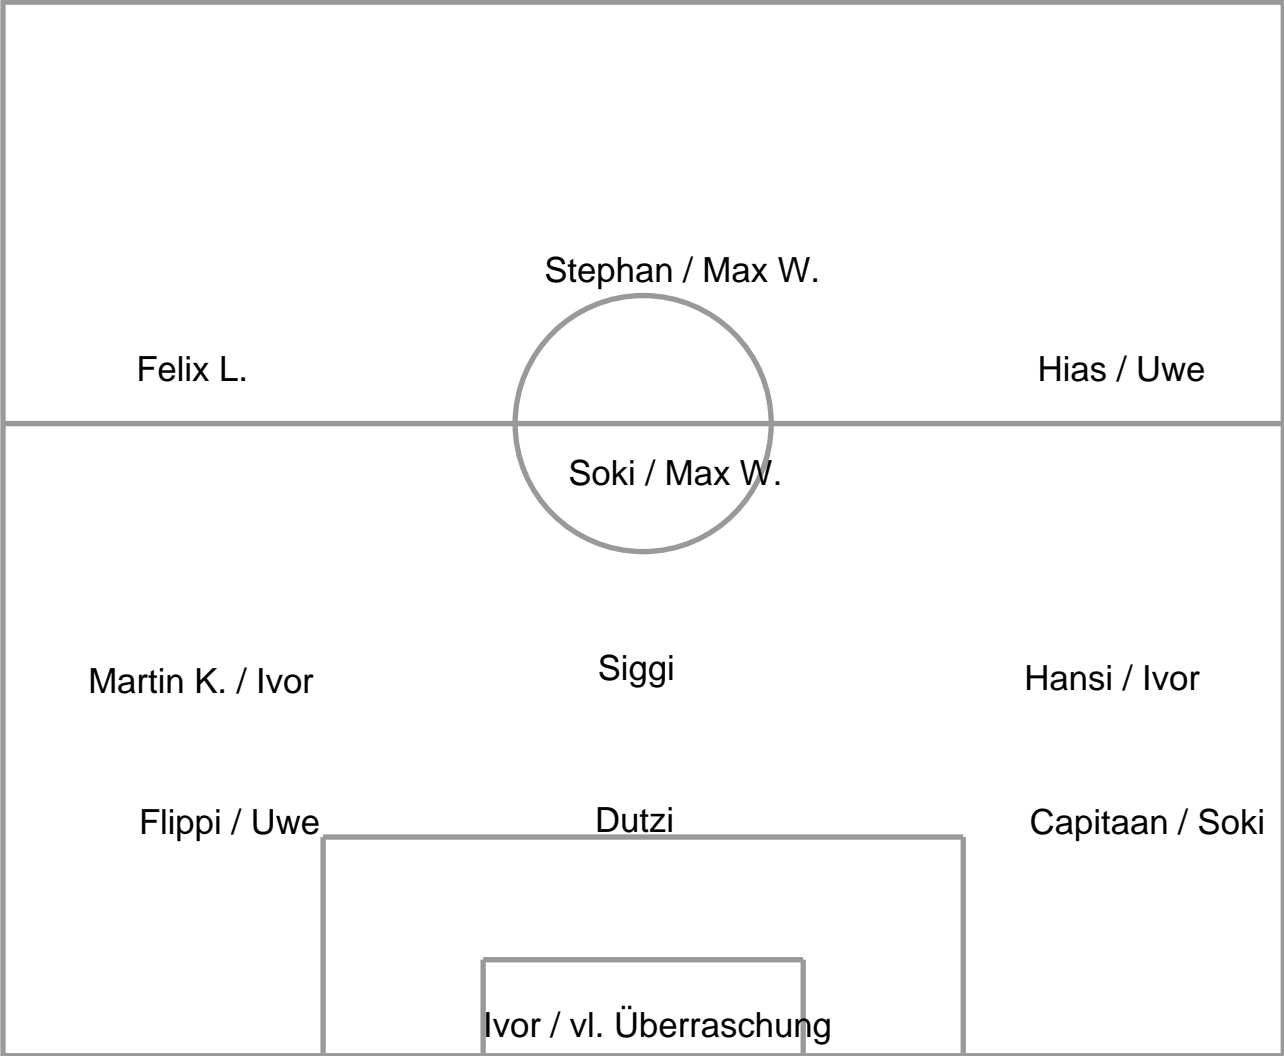 Stephan / Max W.
Felix L.
Hias / Uwe
Soki / Max W.
Martin K. / Ivor
Siggi
Hansi / Ivor
Flippi / Uwe
Dutzi
Capitaan / Soki
Ivor / vl. Überraschung